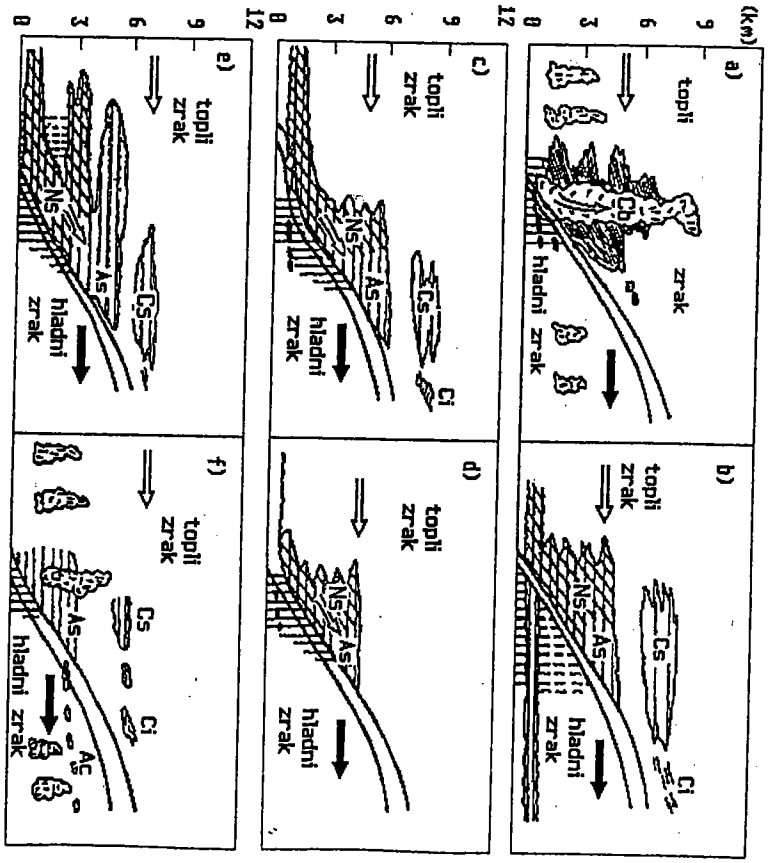 (km)
9
6
3
0
a)
topli
zrak
Cb
hladni
zrak
b)
topli
zrak
Cs
Ci
As
Ns
hladni
zrak
12
9
6
3
0
c)
topli
zrak
Cs
Ci
As
Ns
hladni
zrak
d)
topli
zrak
As
Ns
hladni
zrak
12
9
6
3
0
e)
topli
zrak
Cs
As
Ns
hladni
zrak
f)
topli
zrak
Cs
Ci
As
Ac
hladni
zrak